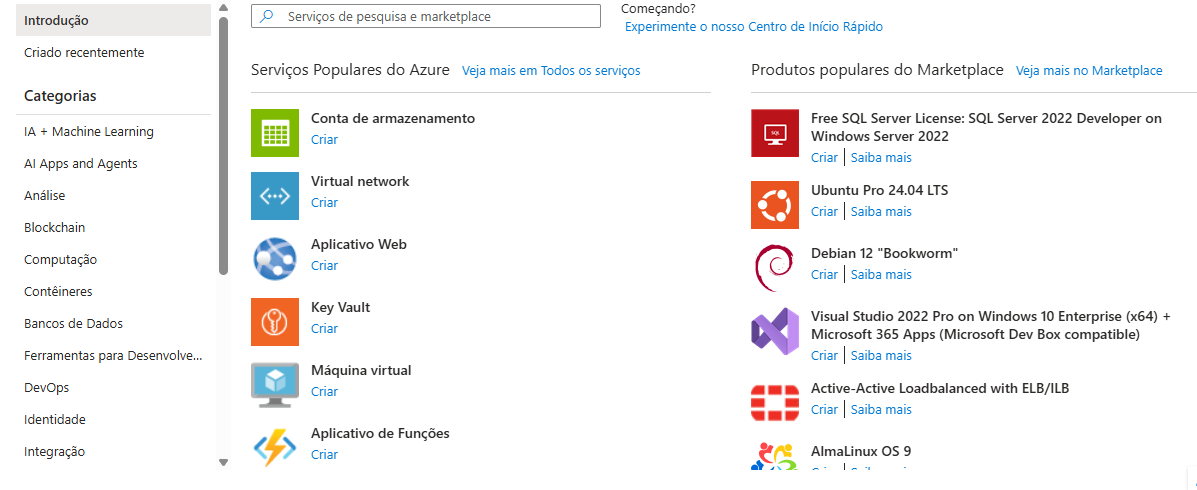 Introdução
Criado recentemente
Categorias
IA + Machine Learning
AI Apps and Agents
Análise
Blockchain
Computação
Contêineres
Bancos de Dados
Ferramentas para Desenvolve...
DevOps
Identidade
Integração
Serviços de pesquisa e marketplace
Começando?
Experimente o nosso Centro de Início Rápido
Serviços Populares do Azure Veja mais em Todos os serviços
Conta de armazenamento
Criar
Virtual network
Criar
Aplicativo Web
Criar
Key Vault
Criar
Máquina virtual
Criar
Aplicativo de Funções
Criar
Produtos populares do Marketplace Veja mais no Marketplace
SQL
Free SQL Server License: SQL Server 2022 Developer on
Windows Server 2022
Criar | Saiba mais
Ubuntu Pro 24.04 LTS
Criar | Saiba mais
Debian 12 "Bookworm"
Criar | Saiba mais
Visual Studio 2022 Pro on Windows 10 Enterprise (x64) +
Microsoft 365 Apps (Microsoft Dev Box compatible)
Criar | Saiba mais
Active-Active Loadbalanced with ELB/ILB
Criar | Saiba mais
AlmaLinux OS 9